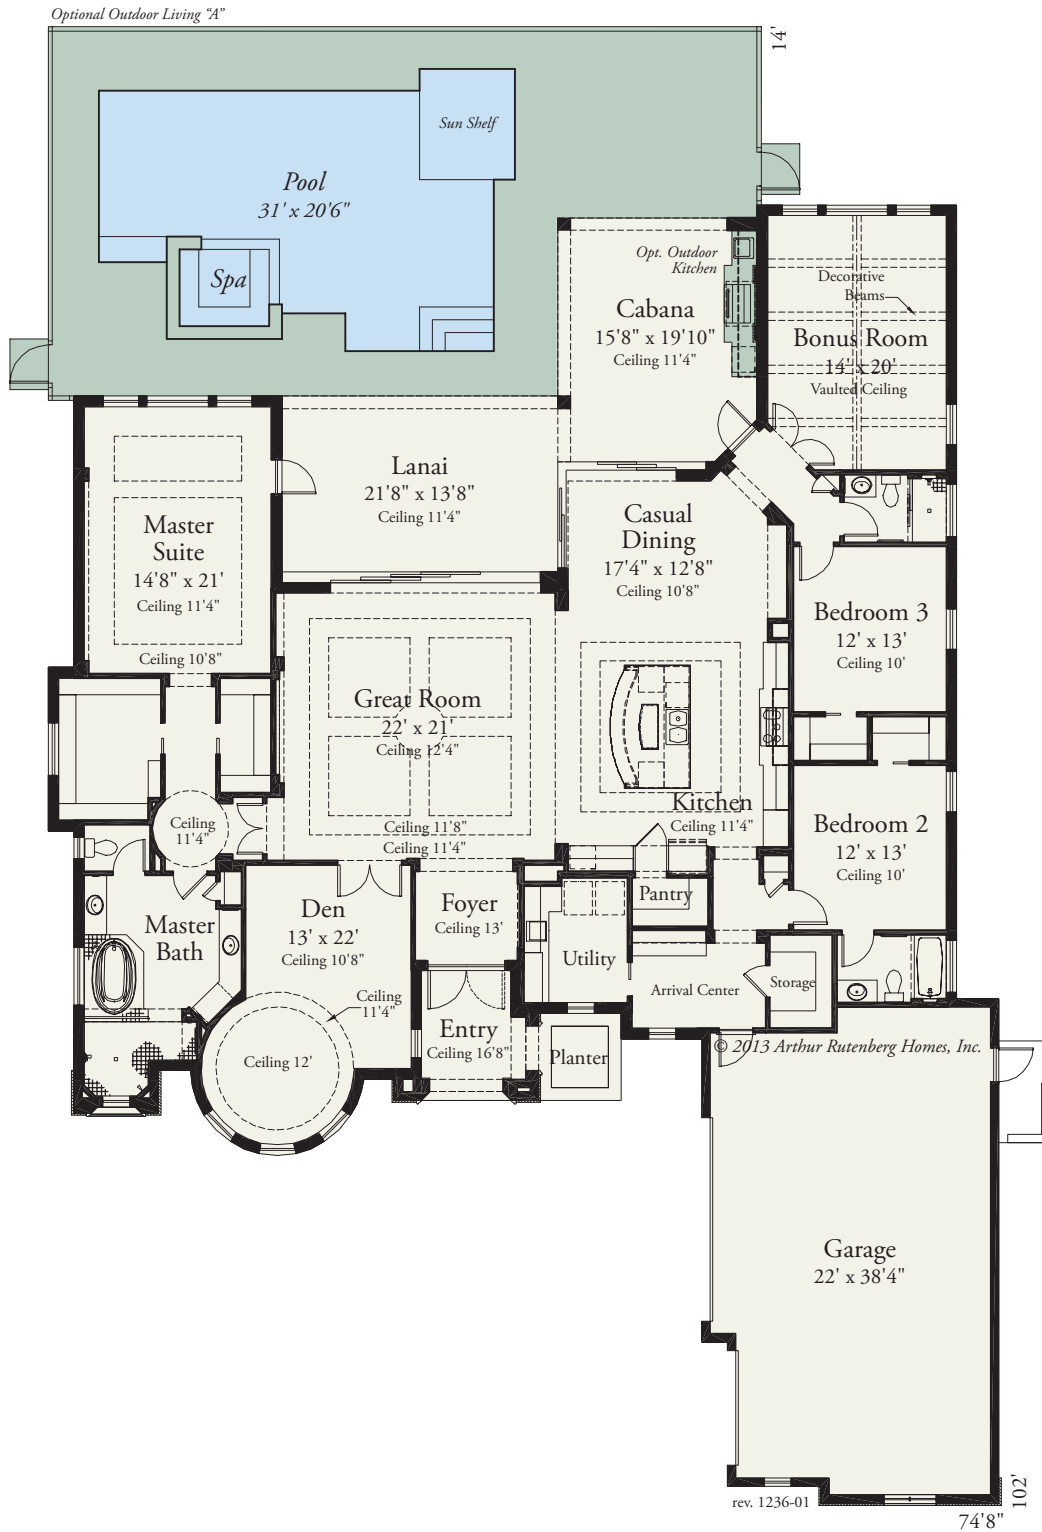 Optional Outdoor Living “A”
14'
Sun Shelf
Pool
31' x 20'6"
Spa
Opt. Outdoor
Kitchen
Cabana
15'8" x 19'10"
Ceiling 11'4"
Decorative
Beams
Bonus Room
14' x 20'
Vaulted Ceiling
Lanai
21'8" x 13'8"
Ceiling 11'4"
Master
Suite
14'8" x 21'
Ceiling 11'4"
Ceiling 10'8"
Casual
Dining
17'4" x 12'8"
Ceiling 10'8"
Bedroom 3
12' x 13'
Ceiling 10'
Great Room
22' x 21'
Ceiling 12'4"
Ceiling 11'8"
Ceiling 11'4"
Kitchen
Ceiling 11'4"
Ceiling
11'4"
Bedroom 2
12' x 13'
Ceiling 10'
Master
Bath
Den
13' x 22'
Ceiling 10'8"
Foyer
Ceiling 13'
Pantry
Utility
Arrival Center
Storage
Ceiling
11'4"
Ceiling 12'
Entry
Ceiling 16'8"
Planter
© 2013 Arthur Rutenberg Homes, Inc.
Garage
22' x 38'4"
rev. 1236-01
102'
74'8"